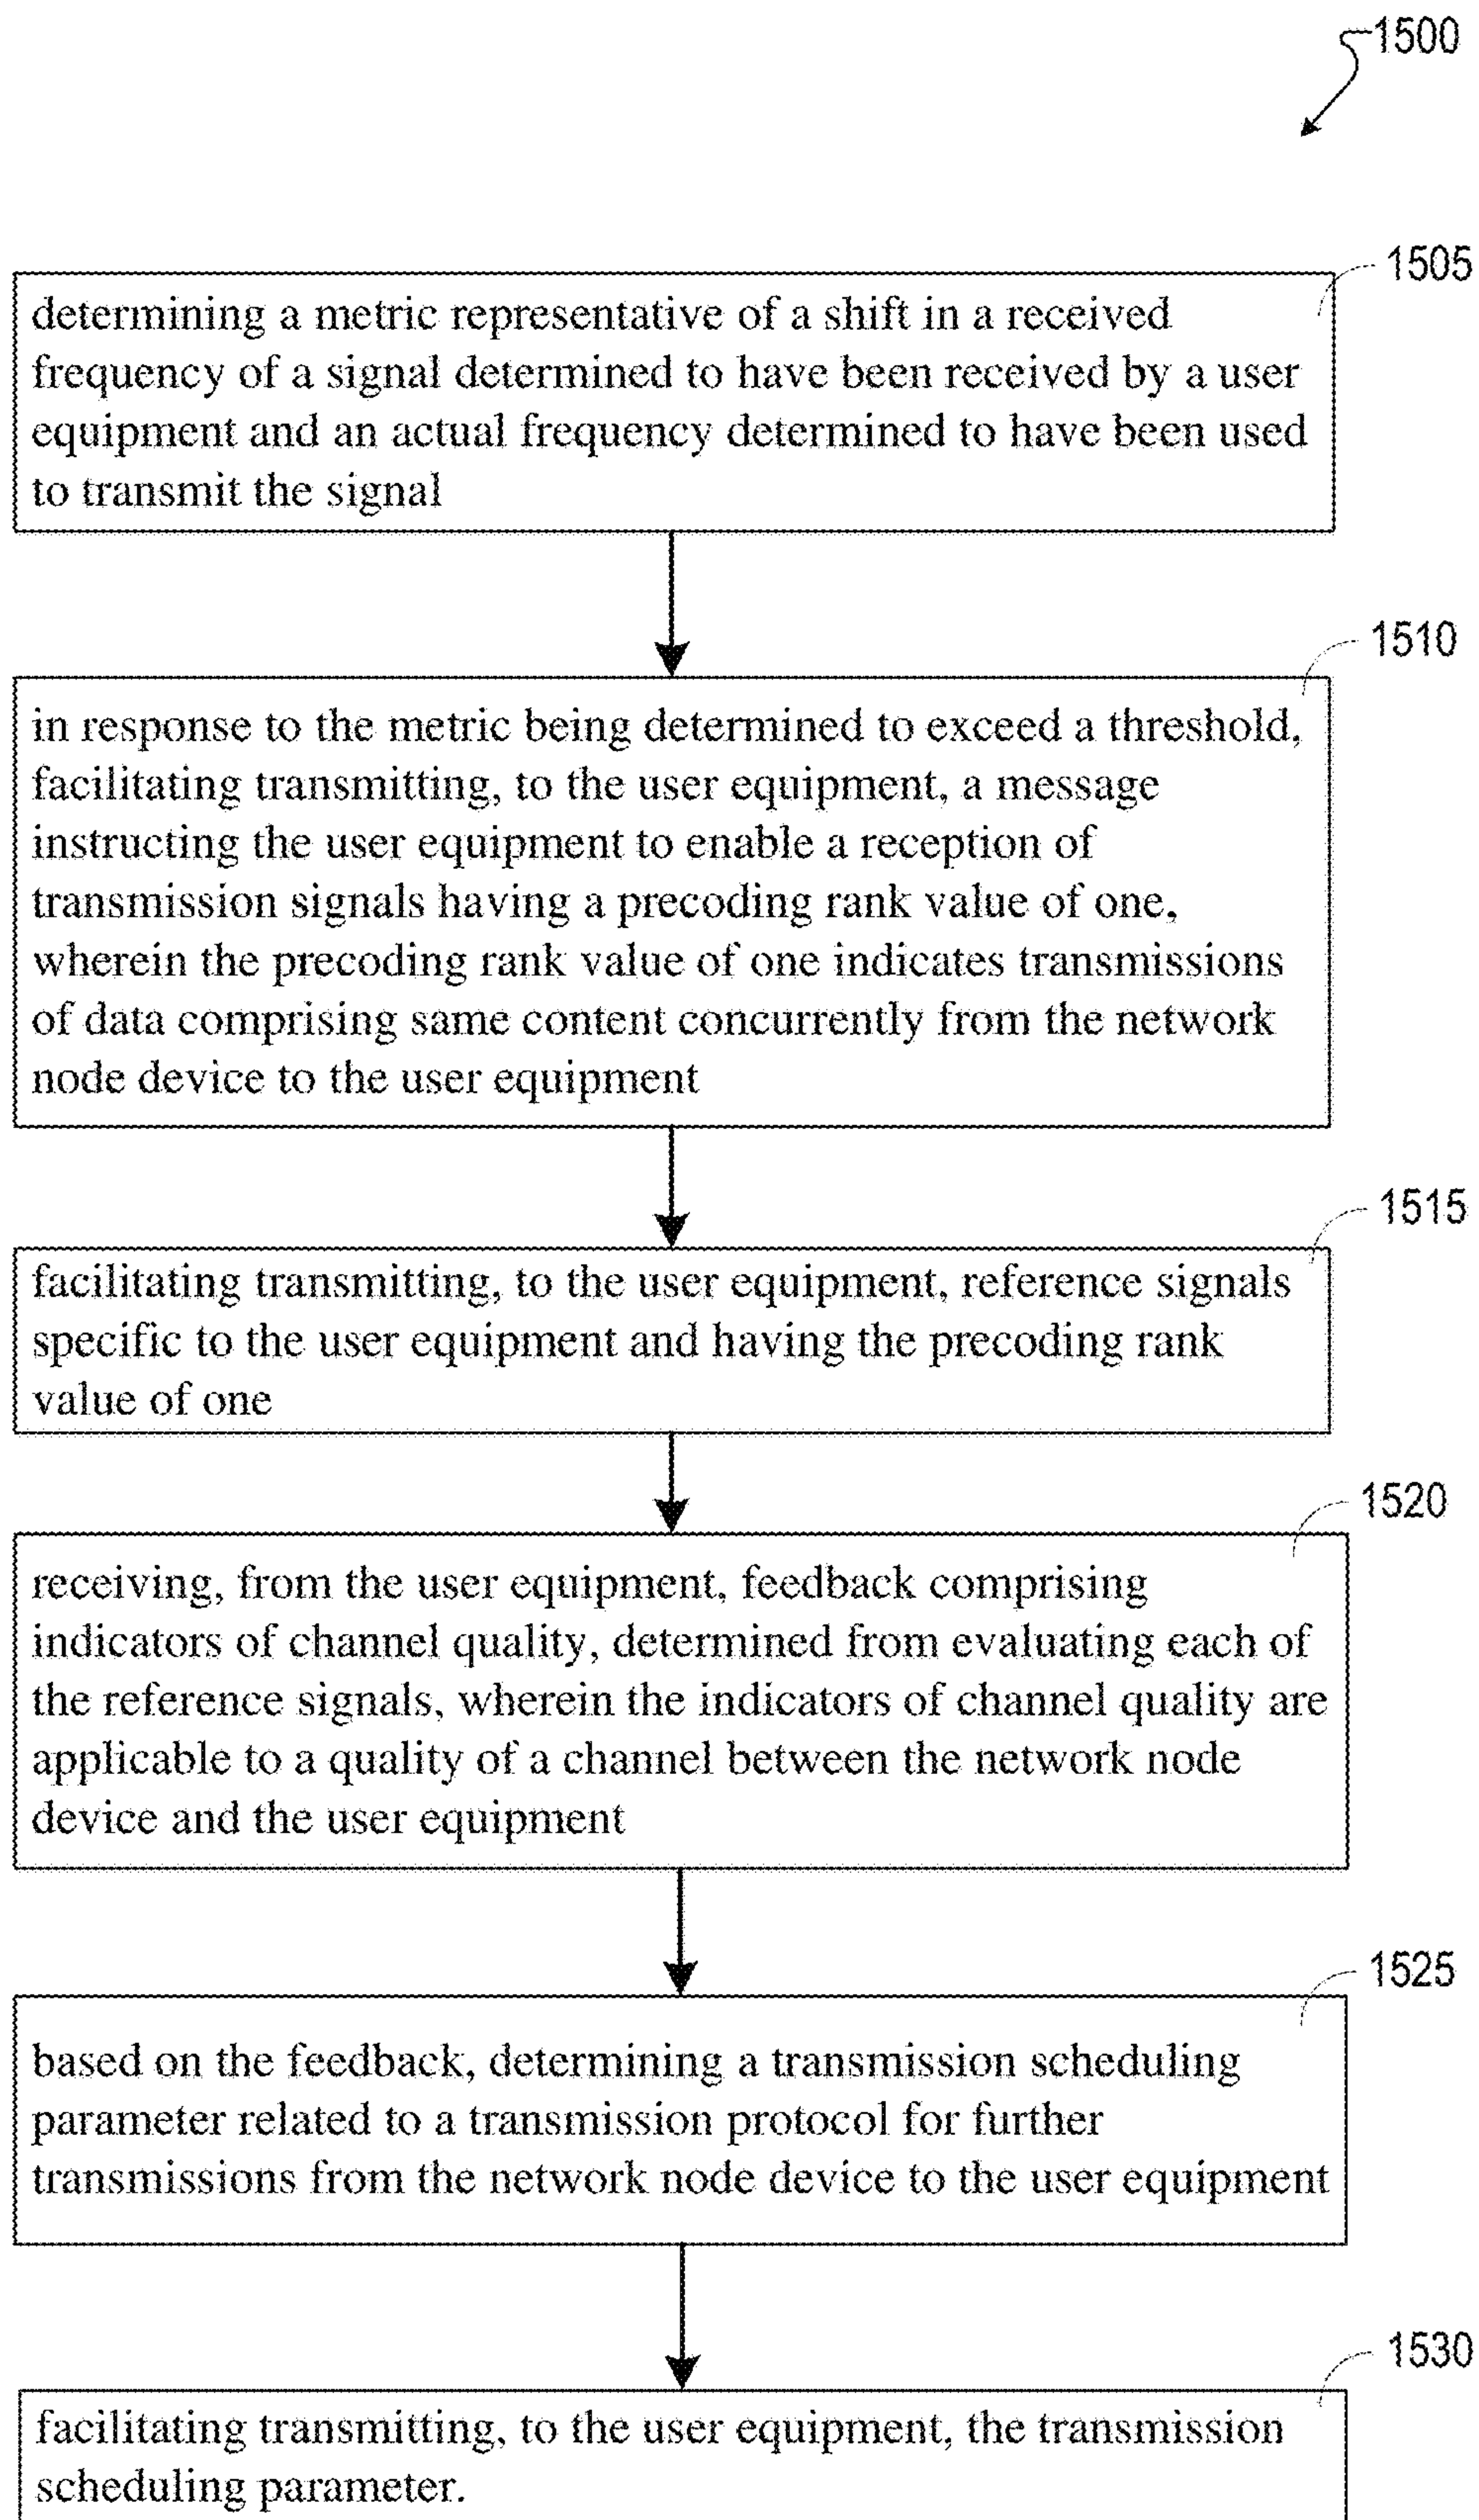 1500
1505
determining a metric representative of a shift in a received
frequency of a signal determined to have been received by a user
equipment and an actual frequency determined to have been used
to transmit the signal
1510
in response to the metric being determined to exceed a threshold,
facilitating transmitting, to the user equipment, a message
instructing the user equipment to enable a reception of
transmission signals having a precoding rank value of one,
wherein the precoding rank value of one indicates transmissions
of data comprising same content concurrently from the network
node device to the user equipment
1515
facilitating transmitting, to the user equipment, reference signals
specific to the user equipment and having the precoding rank
value of one
1520
receiving, from the user equipment, feedback comprising
indicators of channel quality, determined from evaluating each of
the reference signals, wherein the indicators of channel quality are
applicable to a quality of a channel between the network node
device and the user equipment
1525
based on the feedback, determining a transmission scheduling
parameter related to a transmission protocol for further
transmissions from the network node device to the user equipment
1530
facilitating transmitting, to the user equipment, the transmission
scheduling parameter.